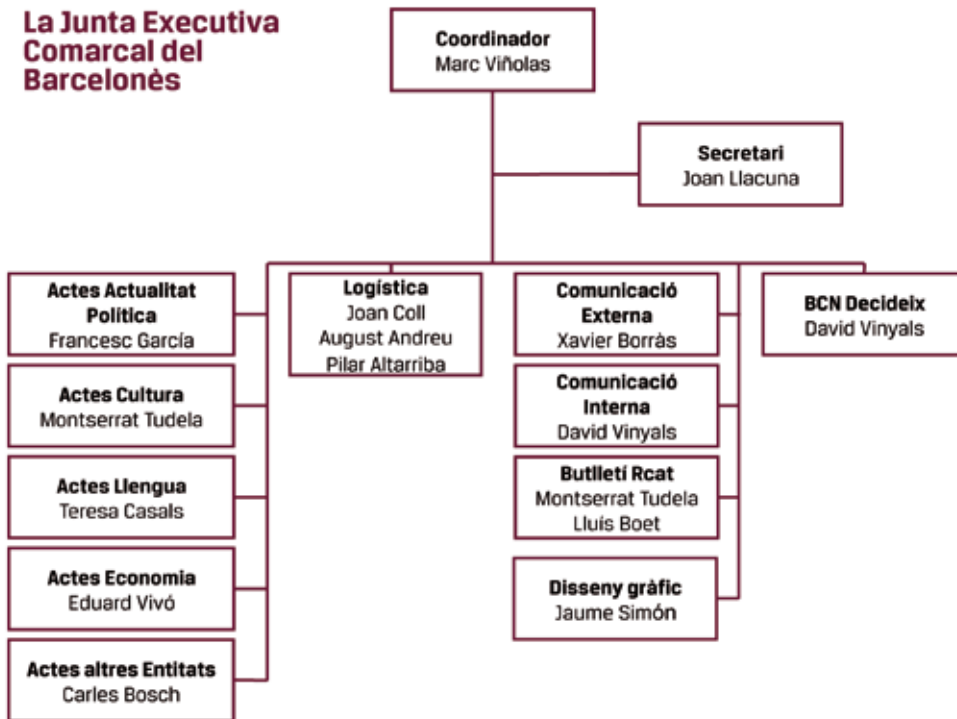 La Junta Executiva
Comarcal del
Barcelonès
Coordinador
Marc Viñolas
Secretari
Joan Llacuna
Actes Actualitat
Política
Francesc García
Actes Cultura
Montserrat Tudela
Actes Llengua
Teresa Casals
Actes Economia
Eduard Vivó
Actes altres Entitats
Carles Bosch
Logística
Joan Coll
August Andreu
Pilar Altarriba
Comunicació
Externa
Xavier Borràs
Comunicació
Interna
David Vinyals
Butlletí Rcat
Montserrat Tudela
Lluís Boet
Disseny gràfic
Jaume Simón
BCN Decideix
David Vinyals